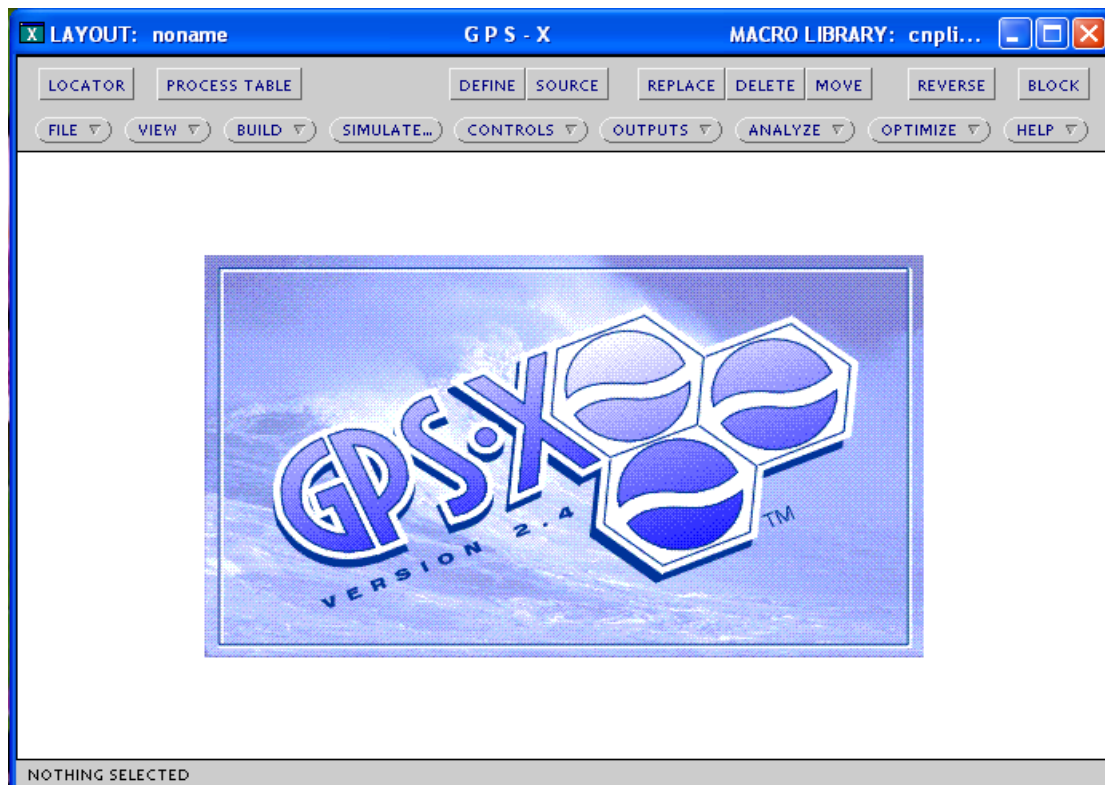 LAYOUT: noname GPS-X MACRO LIBRARY: cnpli...
LOCATOR PROCESS TABLE DEFINE SOURCE REPLACE DELETE MOVE REVERSE BLOCK
FILE VIEW BUILD SIMULATE... CONTROLS OUTPUTS ANALYZE OPTIMIZE HELP
GPS·X
VERSION 2.4
TM
NOTHING SELECTED